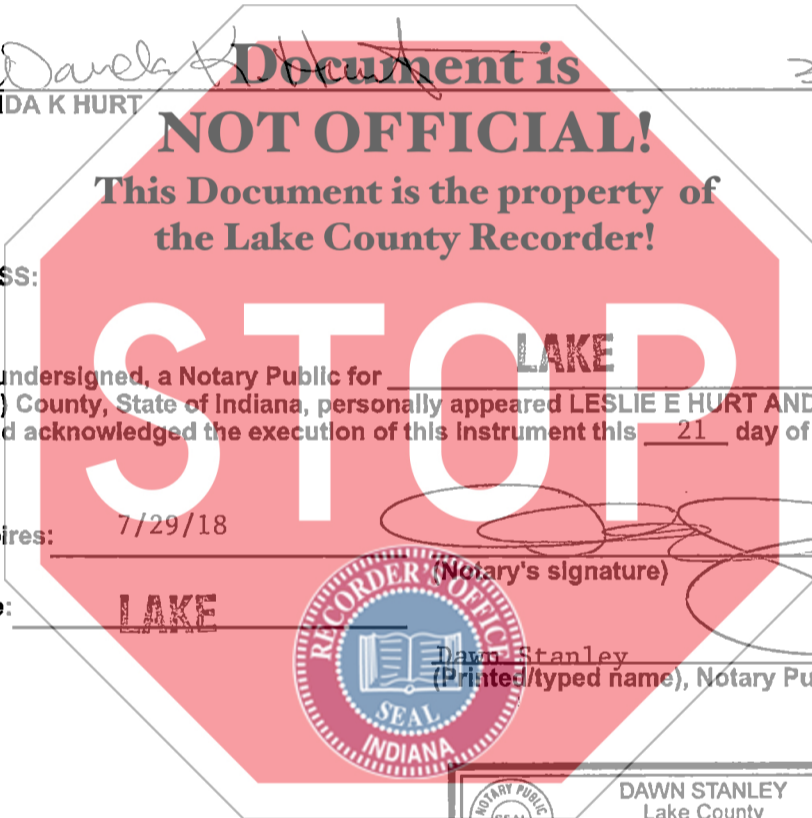 Document is
IDA K HURT
NOT OFFICIAL!
This Document is the property of
the Lake County Recorder!
SS:
STOP
LAKE
undersigned, a Notary Public for
) County, State of Indiana, personally appeared LESLIE E HURT AND
d acknowledged the execution of this instrument this 21 day of
ires: 7/29/18
(Notary's signature)
RECORDER'S OFFICE
SEAL
INDIANA
e: LAKE
Dawn Stanley
(Printed/typed name), Notary Pu
NOTARY PUBLIC
SEAL
DAWN STANLEY
Lake County